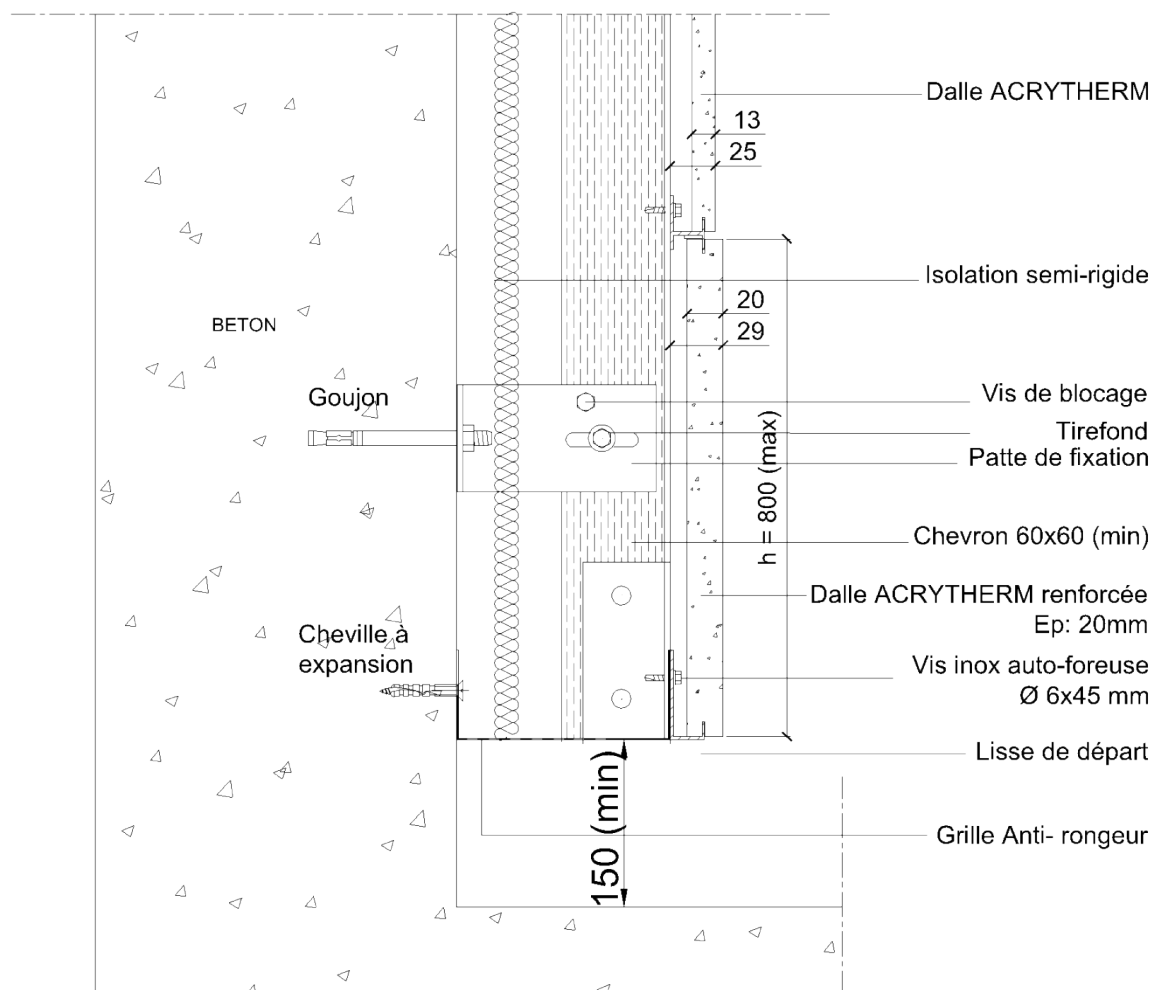 Dalle ACRYTHERM
13
25
Isolation semi-rigide
20
BETON
29
Vis de blocage
Goujon
Tirefond
Patte de fixation
h = 800 (max)
Chevron 60x60 (min)
Dalle ACRYTHERM renforcée
Ep: 20mm
Cheville à
expansion
Vis inox auto-foreuse
Ø 6x45 mm
Lisse de départ
150 (min)
Grille Anti- rongeur